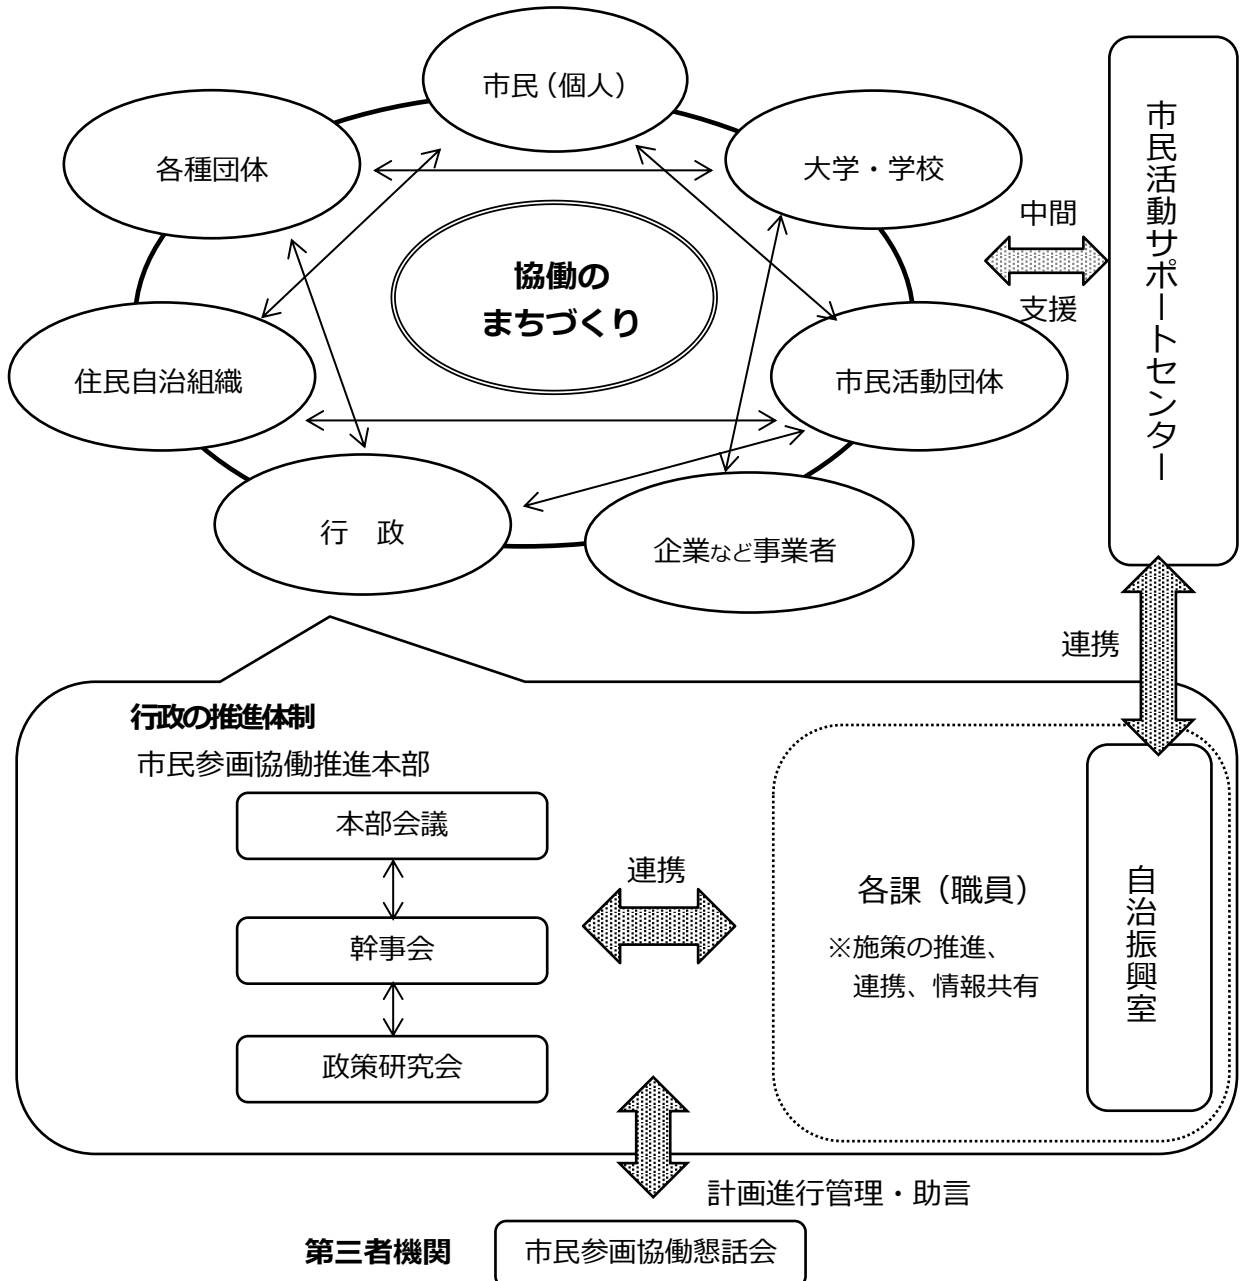 市民（個人）
各種団体
大学・学校
協働の
まちづくり
住民自治組織
市民活動団体
行　政
企業など事業者
中間
支援
市民活動サポートセンター
連携
行政の推進体制
市民参画協働推進本部
本部会議
幹事会
政策研究会
連携
各課（職員）
※施策の推進、
連携、情報共有
自治振興室
計画進行管理・助言
第三者機関
市民参画協働懇話会